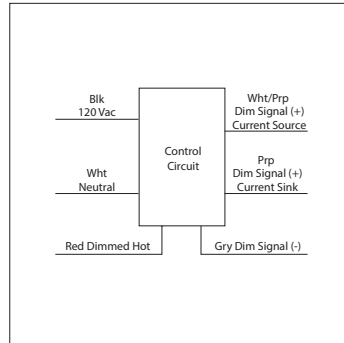 Blk
120 Vac
Wht
Neutral
Red Dimmed Hot
Control
Circuit
Wht/Prp
Dim Signal (+)
Current Source
Prp
Dim Signal (+)
Current Sink
Gry Dim Signal (-)